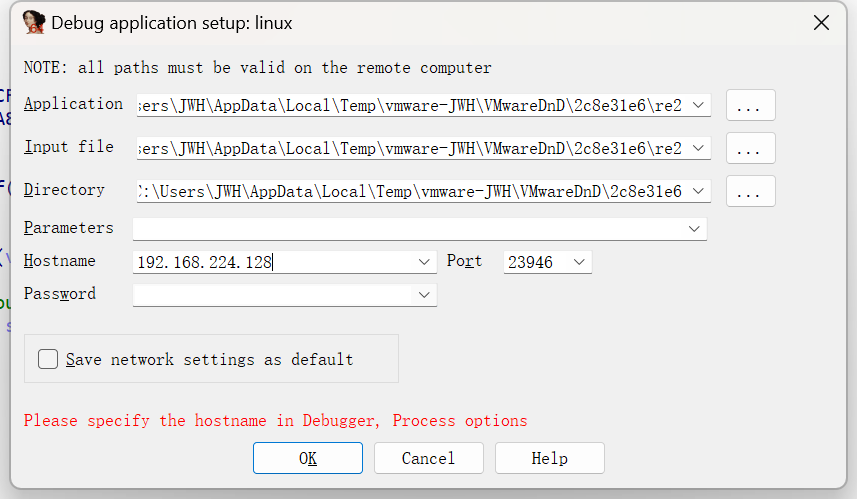 Debug application setup: linux
NOTE: all paths must be valid on the remote computer
Application sers\JWH\AppData\Local\Temp\vmware-JWH\VMwareDnD\2c8e31e6\re2 ...
Input file sers\JWH\AppData\Local\Temp\vmware-JWH\VMwareDnD\2c8e31e6\re2 ...
Directory C:\Users\JWH\AppData\Local\Temp\vmware-JWH\VMwareDnD\2c8e31e6 ...
Parameters
Hostname 192.168.224.128 Port 23946
Password
Save network settings as default
Please specify the hostname in Debugger, Process options
OK Cancel Help